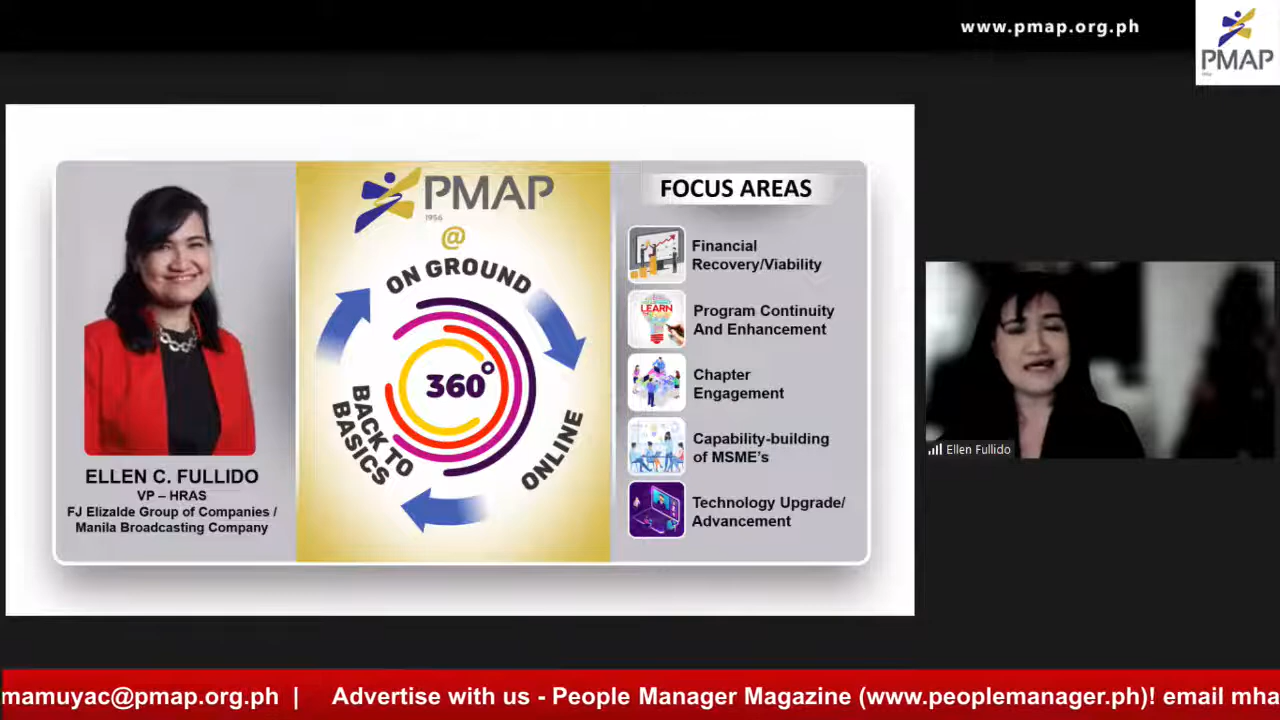 www.pmap.org.ph
PMAP
PMAP
1956
@
ON GROUND
ONLINE
BACK TO
BASICS
360°
ELLEN C. FULLIDO
VP – HRAS
FJ Elizalde Group of Companies /
Manila Broadcasting Company
FOCUS AREAS
Financial
Recovery/Viability
LEARN
Program Continuity
And Enhancement
Chapter
Engagement
Capability-building
of MSME's
Technology Upgrade/
Advancement
Ellen Fullido
mamuyac@pmap.org.ph | Advertise with us - People Manager Magazine (www.peoplemanager.ph)! email mha